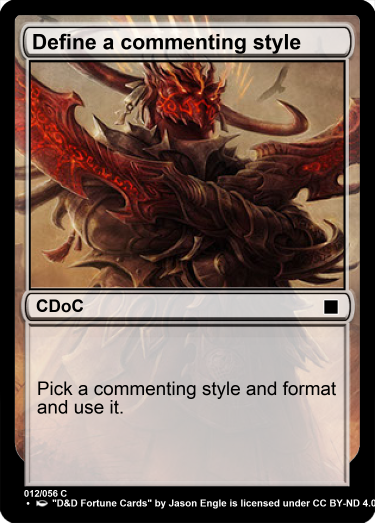 Define a commenting style
CDoC
Pick a commenting style and format
and use it.
012/056 C
• "D&D Fortune Cards" by Jason Engle is licensed under CC BY-ND 4.0